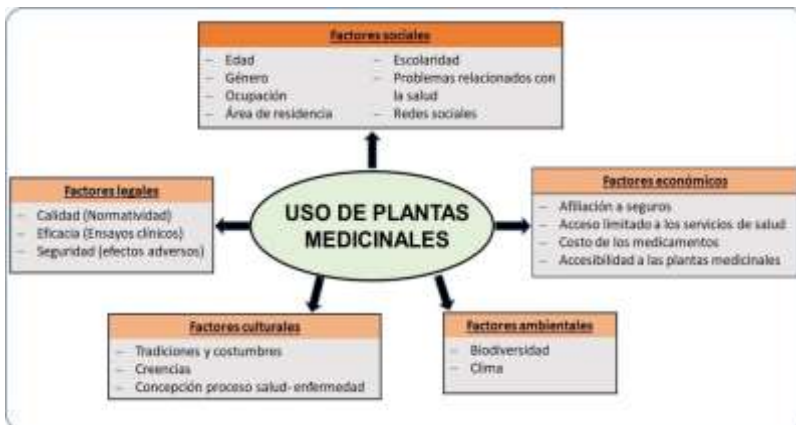 Factores sociales
– Edad
– Género
– Ocupación
– Área de residencia
– Escolaridad
– Problemas relacionados con
la salud
– Redes sociales
Factores legales
– Calidad (Normatividad)
– Eficacia (Ensayos clínicos)
– Seguridad (efectos adversos)
USO DE PLANTAS
MEDICINALES
Factores económicos
– Afiliación a seguros
– Acceso limitado a los servicios de salud
– Costo de los medicamentos
– Accesibilidad a las plantas medicinales
Factores culturales
– Tradiciones y costumbres
– Creencias
– Concepción proceso salud- enfermedad
Factores ambientales
– Biodiversidad
– Clima